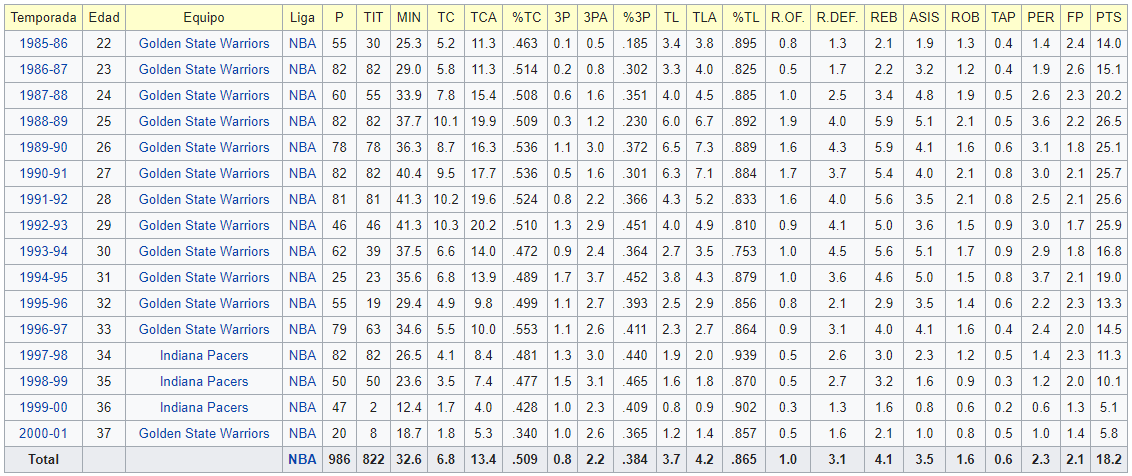 Temporada Edad Equipo Liga P TIT MIN TC TCA %TC 3P 3PA %3P TL TLA %TL R.OF. R.DEF. REB ASIS ROB TAP PER FP PTS
1985-86 22 Golden State Warriors NBA 55 30 25.3 5.2 11.3 .463 0.1 0.5 .185 3.4 3.8 .895 0.8 1.3 2.1 1.9 1.3 0.4 1.4 2.4 14.0
1986-87 23 Golden State Warriors NBA 82 82 29.0 5.8 11.3 .514 0.2 0.8 .302 3.3 4.0 .825 0.5 1.7 2.2 3.2 1.2 0.4 1.9 2.6 15.1
1987-88 24 Golden State Warriors NBA 60 55 33.9 7.8 15.4 .508 0.6 1.6 .351 4.0 4.5 .885 1.0 2.5 3.4 4.8 1.9 0.5 2.6 2.3 20.2
1988-89 25 Golden State Warriors NBA 82 82 37.7 10.1 19.9 .509 0.3 1.2 .230 6.0 6.7 .892 1.9 4.0 5.9 5.1 2.1 0.5 3.6 2.2 26.5
1989-90 26 Golden State Warriors NBA 78 78 36.3 8.7 16.3 .536 1.1 3.0 .372 6.5 7.3 .889 1.6 4.3 5.9 4.1 1.6 0.6 3.1 1.8 25.1
1990-91 27 Golden State Warriors NBA 82 82 40.4 9.5 17.7 .536 0.5 1.6 .301 6.3 7.1 .884 1.7 3.7 5.4 4.0 2.1 0.8 3.0 2.1 25.7
1991-92 28 Golden State Warriors NBA 81 81 41.3 10.2 19.6 .524 0.8 2.2 .366 4.3 5.2 .833 1.6 4.0 5.6 3.5 2.1 0.8 2.5 2.1 25.6
1992-93 29 Golden State Warriors NBA 46 46 41.3 10.3 20.2 .510 1.3 2.9 .451 4.0 4.9 .810 0.9 4.1 5.0 3.6 1.5 0.9 3.0 1.7 25.9
1993-94 30 Golden State Warriors NBA 62 39 37.5 6.6 14.0 .472 0.9 2.4 .364 2.7 3.5 .753 1.0 4.5 5.6 5.1 1.7 0.9 2.9 1.8 16.8
1994-95 31 Golden State Warriors NBA 25 23 35.6 6.8 13.9 .489 1.7 3.7 .452 3.8 4.3 .879 1.0 3.6 4.6 5.0 1.5 0.8 3.7 2.1 19.0
1995-96 32 Golden State Warriors NBA 55 19 29.4 4.9 9.8 .499 1.1 2.7 .393 2.5 2.9 .856 0.8 2.1 2.9 3.5 1.4 0.6 2.2 2.3 13.3
1996-97 33 Golden State Warriors NBA 79 63 34.6 5.5 10.0 .553 1.1 2.6 .411 2.3 2.7 .864 0.9 3.1 4.0 4.1 1.6 0.4 2.4 2.0 14.5
1997-98 34 Indiana Pacers NBA 82 82 26.5 4.1 8.4 .481 1.3 3.0 .440 1.9 2.0 .939 0.5 2.6 3.0 2.3 1.2 0.5 1.4 2.3 11.3
1998-99 35 Indiana Pacers NBA 50 50 23.6 3.5 7.4 .477 1.5 3.1 .465 1.6 1.8 .870 0.5 2.7 3.2 1.6 0.9 0.3 1.2 2.0 10.1
1999-00 36 Indiana Pacers NBA 47 2 12.4 1.7 4.0 .428 1.0 2.3 .409 0.8 0.9 .902 0.3 1.3 1.6 0.8 0.6 0.2 0.6 1.3 5.1
2000-01 37 Golden State Warriors NBA 20 8 18.7 1.8 5.3 .340 1.0 2.6 .365 1.2 1.4 .857 0.5 1.6 2.1 1.0 0.8 0.5 1.0 1.4 5.8
Total NBA 986 822 32.6 6.8 13.4 .509 0.8 2.2 .384 3.7 4.2 .865 1.0 3.1 4.1 3.5 1.6 0.6 2.3 2.1 18.2